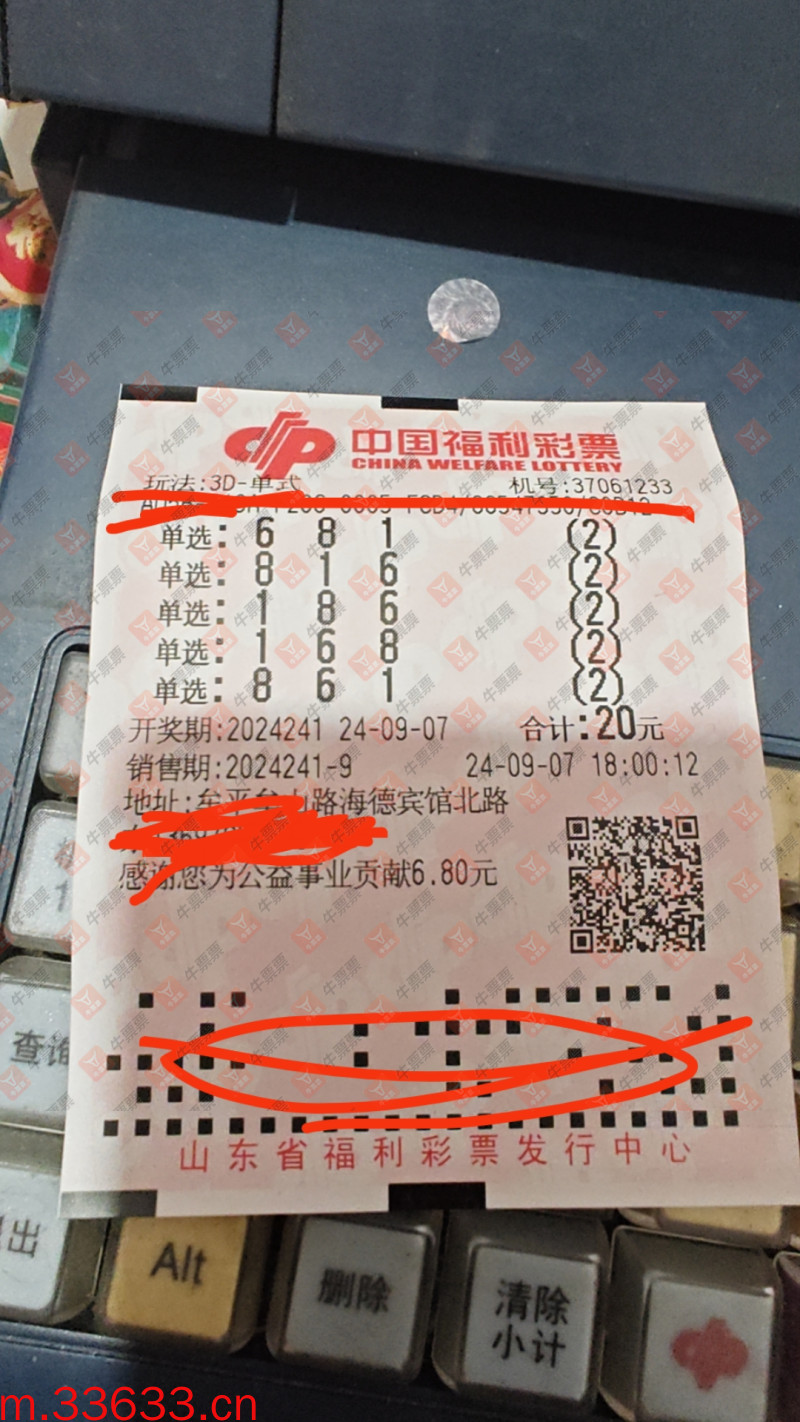 中国福利彩票
CHINA WELFARE LOTTERY
玩法:3D-单式 机号:37061233
单选: 6 8 1 (2)
单选: 8 1 6 (2)
单选: 1 8 6 (2)
单选: 1 6 8 (2)
单选: 8 6 1 (2)
开奖期:2024241 24-09-07 合计:20元
销售期:2024241-9 24-09-07 18:00:12
地址:牟平 山路海德宾馆北路
感谢您为公益事业贡献6.80元
山东省福利彩票发行中心
查询
Alt
删除
清除
小计
出
牛票票
m.33633.cn